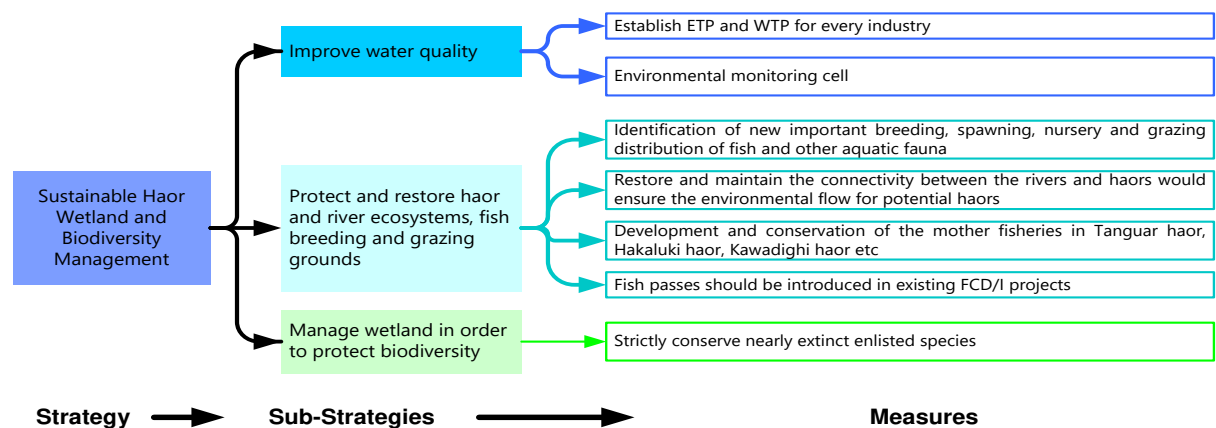 Sustainable Haor
Wetland and
Biodiversity
Management
Improve water quality
Establish ETP and WTP for every industry
Environmental monitoring cell
Protect and restore haor
and river ecosystems, fish
breeding and grazing
grounds
Identification of new important breeding, spawning, nursery and grazing
distribution of fish and other aquatic fauna
Restore and maintain the connectivity between the rivers and haors would
ensure the environmental flow for potential haors
Development and conservation of the mother fisheries in Tanguar haor,
Hakaluki haor, Kawadighi haor etc
Fish passes should be introduced in existing FCD/I projects
Manage wetland in order
to protect biodiversity
Strictly conserve nearly extinct enlisted species
Strategy Sub-Strategies Measures